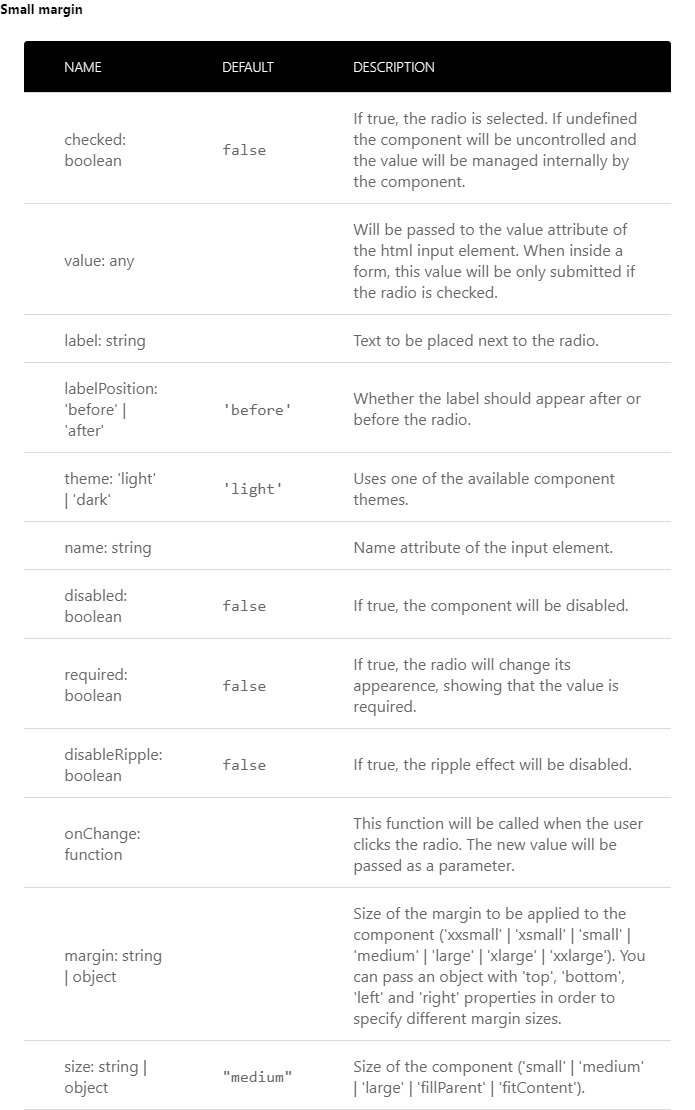 Small margin
NAME DEFAULT DESCRIPTION
checked:
boolean
false
If true, the radio is selected. If undefined
the component will be uncontrolled and
the value will be managed internally by
the component.
value: any
Will be passed to the value attribute of
the html input element. When inside a
form, this value will be only submitted if
the radio is checked.
label: string
Text to be placed next to the radio.
labelPosition:
'before' |
'after'
'before'
Whether the label should appear after or
before the radio.
theme: 'light'
| 'dark'
'light'
Uses one of the available component
themes.
name: string
Name attribute of the input element.
disabled:
boolean
false
If true, the component will be disabled.
required:
boolean
false
If true, the radio will change its
appearence, showing that the value is
required.
disableRipple:
boolean
false
If true, the ripple effect will be disabled.
onChange:
function
This function will be called when the user
clicks the radio. The new value will be
passed as a parameter.
margin: string
| object
Size of the margin to be applied to the
component ('xxsmall' | 'xsmall' | 'small' |
'medium' | 'large' | 'xlarge' | 'xxlarge'). You
can pass an object with 'top', 'bottom',
'left' and 'right' properties in order to
specify different margin sizes.
size: string |
object
"medium"
Size of the component ('small' | 'medium'
| 'large' | 'fillParent' | 'fitContent').